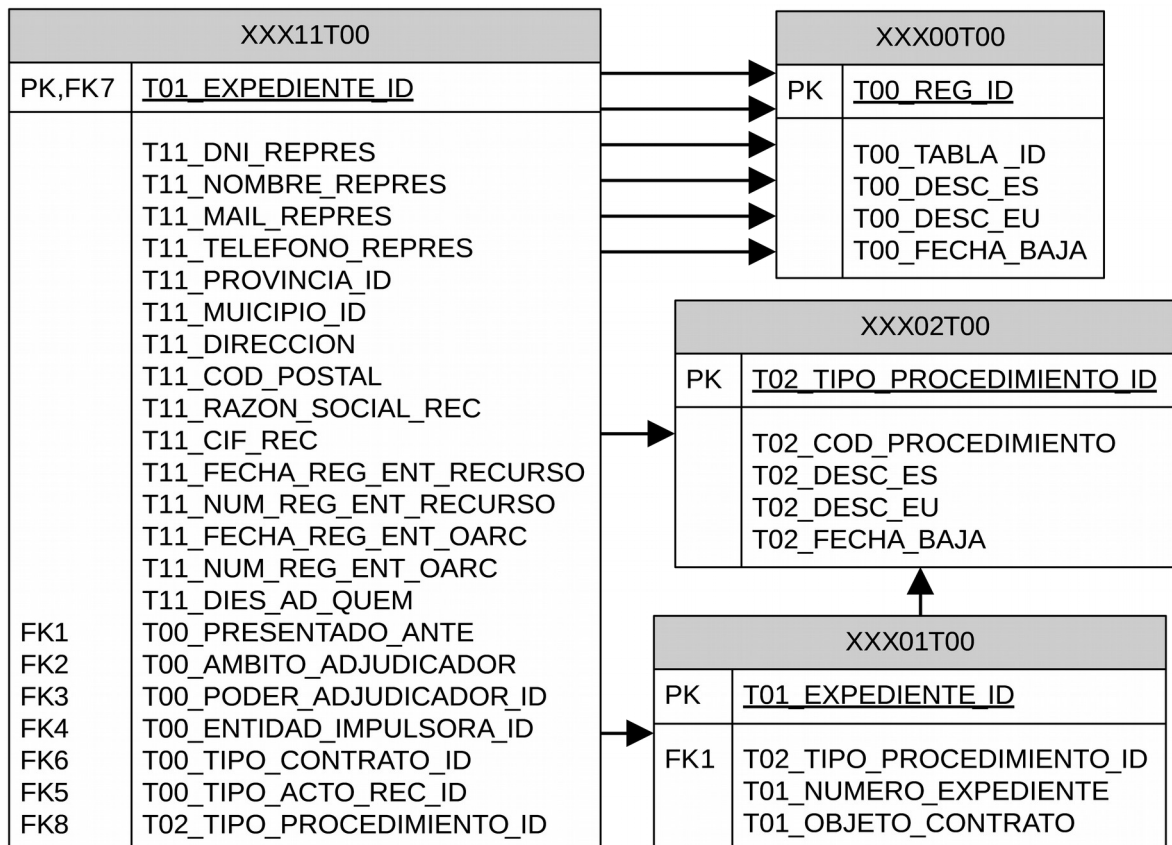 XXX11T00
PK,FK7 T01_EXPEDIENTE_ID
T11_DNI_REPRES
T11_NOMBRE_REPRES
T11_MAIL_REPRES
T11_TELEFONO_REPRES
T11_PROVINCIA_ID
T11_MUICIPIO_ID
T11_DIRECCION
T11_COD_POSTAL
T11_RAZON_SOCIAL_REC
T11_CIF_REC
T11_FECHA_REG_ENT_RECURSO
T11_NUM_REG_ENT_RECURSO
T11_FECHA_REG_ENT_OARC
T11_NUM_REG_ENT_OARC
T11_DIES_AD_QUEM
FK1 T00_PRESENTADO_ANTE
FK2 T00_AMBITO_ADJUDICADOR
FK3 T00_PODER_ADJUDICADOR_ID
FK4 T00_ENTIDAD_IMPULSORA_ID
FK6 T00_TIPO_CONTRATO_ID
FK5 T00_TIPO_ACTO_REC_ID
FK8 T02_TIPO_PROCEDIMIENTO_ID
XXX00T00
PK T00_REG_ID
T00_TABLA _ID
T00_DESC_ES
T00_DESC_EU
T00_FECHA_BAJA
XXX02T00
PK T02_TIPO_PROCEDIMIENTO_ID
T02_COD_PROCEDIMIENTO
T02_DESC_ES
T02_DESC_EU
T02_FECHA_BAJA
XXX01T00
PK T01_EXPEDIENTE_ID
FK1 T02_TIPO_PROCEDIMIENTO_ID
T01_NUMERO_EXPEDIENTE
T01_OBJETO_CONTRATO